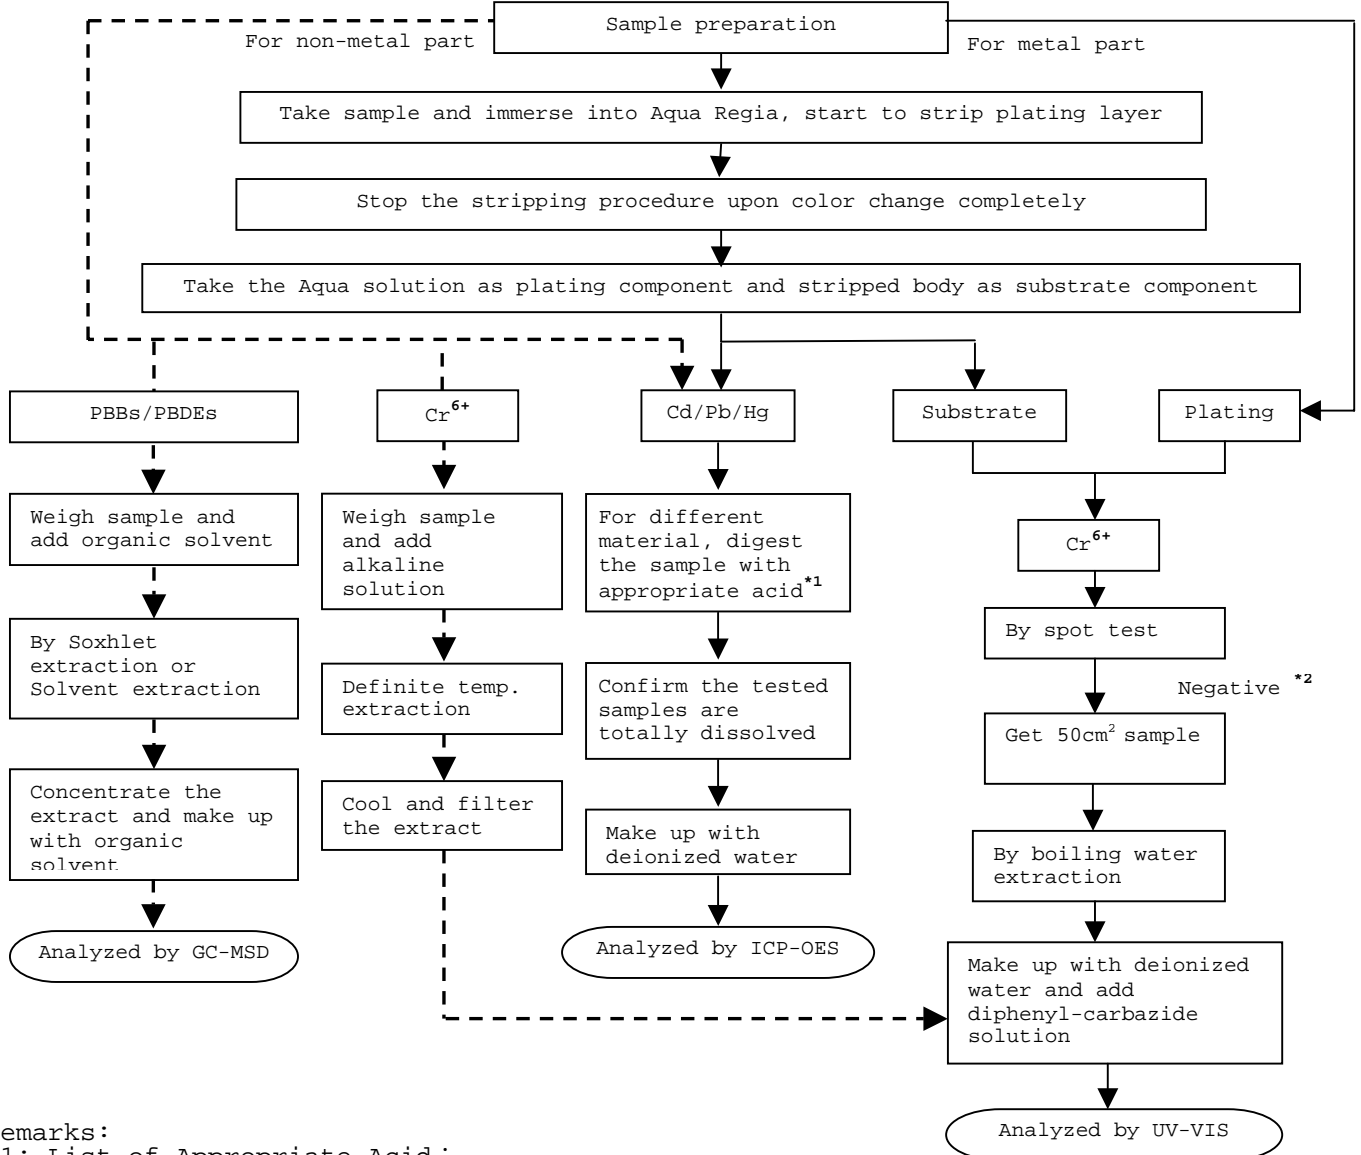 Sample preparation
For non-metal part
For metal part
Take sample and immerse into Aqua Regia, start to strip plating layer
Stop the stripping procedure upon color change completely
Take the Aqua solution as plating component and stripped body as substrate component
PBBs/PBDEs
Cr6+
Cd/Pb/Hg
Substrate
Plating
Weigh sample and
add organic solvent
By Soxhlet
extraction or
Solvent extraction
Concentrate the
extract and make up
with organic
solvent
Analyzed by GC-MSD
Weigh sample
and add
alkaline
solution
Definite temp.
extraction
Cool and filter
the extract
For different
material, digest
the sample with
appropriate acid*1
Confirm the tested
samples are
totally dissolved
Make up with
deionized water
Analyzed by ICP-OES
Cr6+
By spot test
Negative *2
Get 50cm2 sample
By boiling water
extraction
Make up with deionized
water and add
diphenyl-carbazide
solution
Analyzed by UV-VIS
emarks:
1: List of Appropriate Acid: